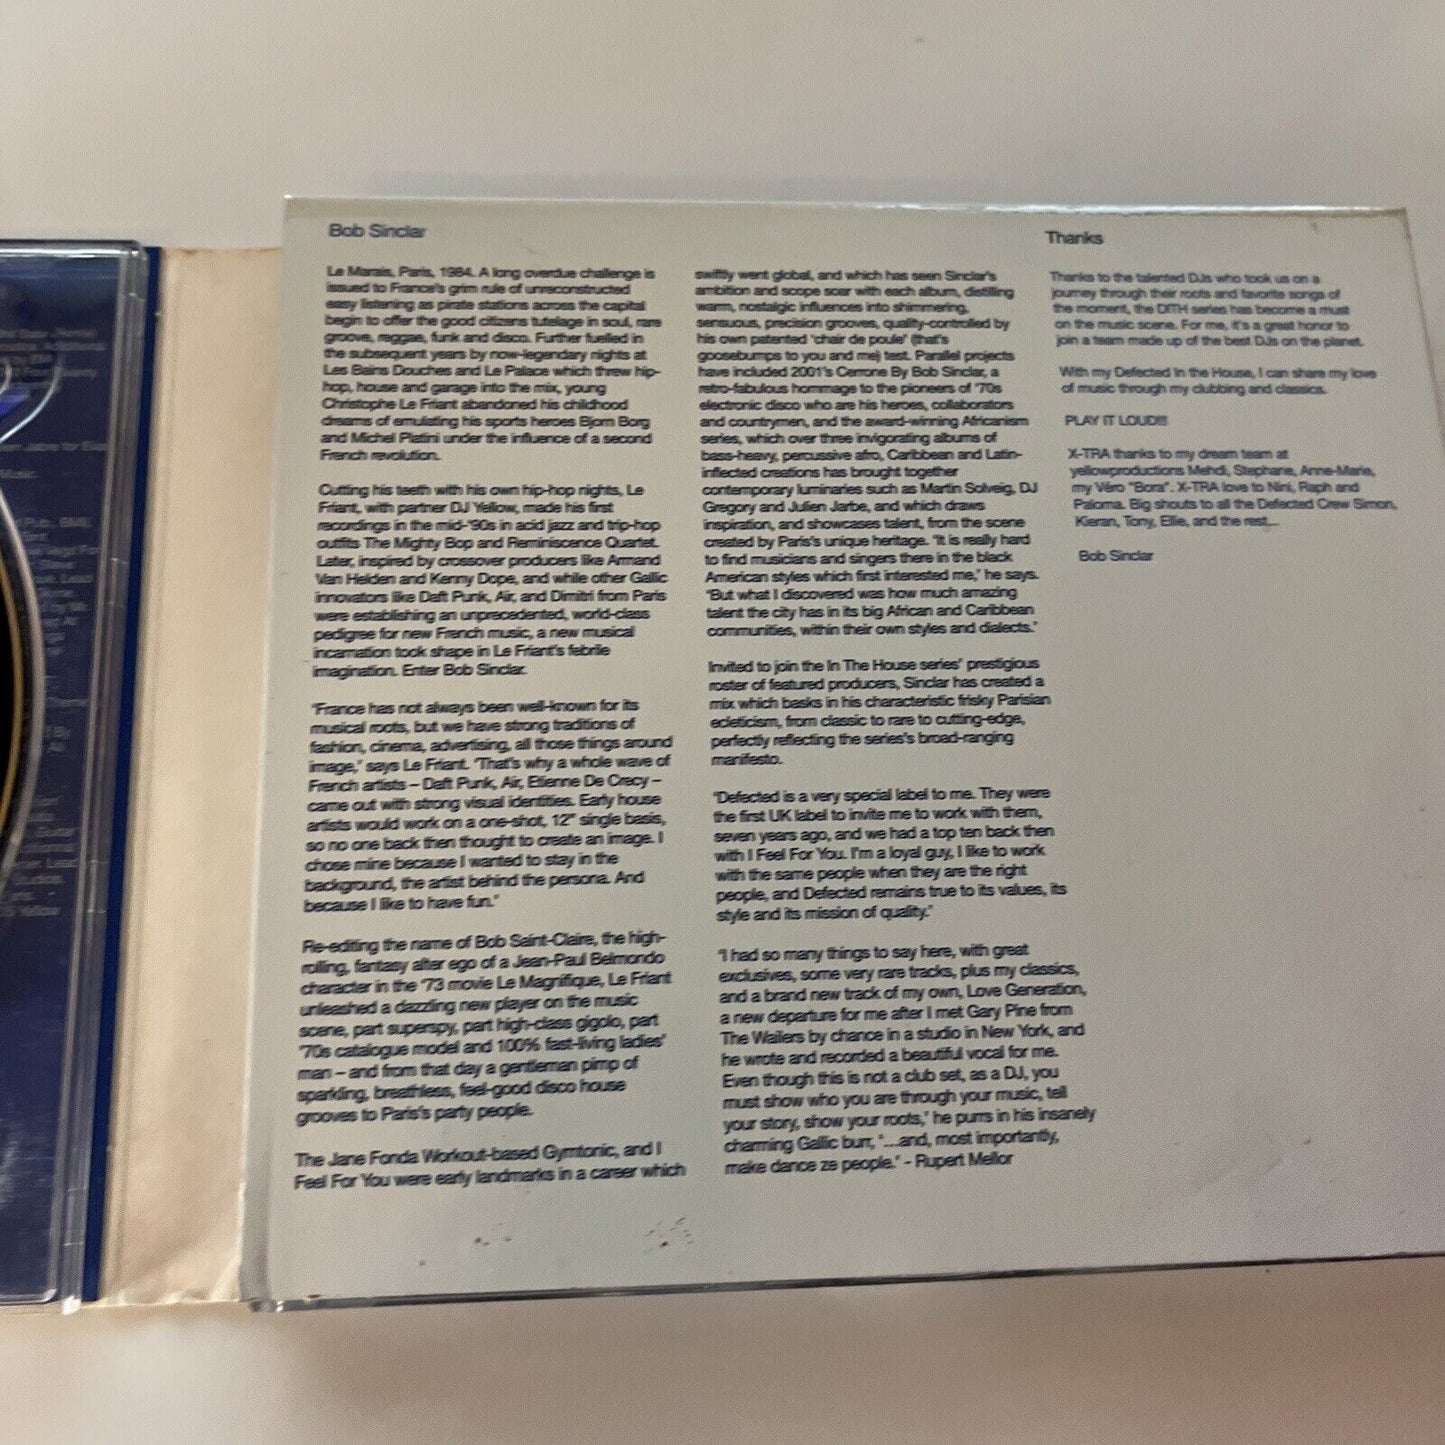 Bob Sinclar
Le Marais, Paris, 1984. A long overdue challenge is
issued to France's grim rule of unreconstructed
easy listening as pirate stations across the capital
begin to offer the good citizens tutelage in soul, rare
groove, reggae, funk and disco. Further fuelled in
the subsequent years by now-legendary nights at
Les Bains Douches and Le Palace which threw hip-
hop, house and garage into the mix, young
Christophe Le Friant abandoned his childhood
dreams of emulating his sports heroes Bjorn Borg
and Michel Platini under the influence of a second
French revolution.
Cutting his teeth with his own hip-hop nights, Le
Friant, with partner DJ Yellow, made his first
recordings in the mid-'90s in acid jazz and trip-hop
outfits The Mighty Bop and Reminiscence Quartet.
Later, inspired by crossover producers like Armand
Van Helden and Kenny Dope, and while other Gallic
innovators like Daft Punk, Air, and Dimitri from Paris
were establishing an unprecedented, world-class
pedigree for new French music, a new musical
incarnation took shape in Le Friant's febrile
imagination. Enter Bob Sinclar.
"France has not always been well-known for its
musical roots, but we have strong traditions of
fashion, cinema, advertising, all those things around
image," says Le Friant. "That's why a whole wave of
French artists – Daft Punk, Air, Etienne De Crecy –
came out with strong visual identities. Early house
artists would work on a one-shot, 12" single basis,
so no one back then thought to create an image. I
chose mine because I wanted to stay in the
background, the artist behind the persona. And
because I like to have fun."
Re-editing the name of Bob Saint-Claire, the high-
rolling, fantasy alter ego of a Jean-Paul Belmondo
character in the '73 movie Le Magnifique, Le Friant
unleashed a dazzling new player on the music
scene, part superspy, part high-class gigolo, part
'70s catalogue model and 100% fast-living ladies'
man – and from that day a gentleman pimp of
sparkling, breathless, feel-good disco house
grooves to Paris's party people.
The Jane Fonda Workout-based Gymtonic, and I
Feel For You were early landmarks in a career which
swiftly went global, and which has seen Sinclar's
ambition and scope soar with each album, distilling
warm, nostalgic influences into shimmering,
sensuous, precision grooves, quality-controlled by
his own patented 'chair de poule' (that's
goosebumps to you and me) test. Parallel projects
have included 2001's Cerrone By Bob Sinclar, a
retro-fabulous hommage to the pioneers of '70s
electronic disco who are his heroes, collaborators
and countrymen, and the award-winning Africanism
series, which over three invigorating albums of
bass-heavy, percussive afro, Caribbean and Latin-
inflected creations has brought together
contemporary luminaries such as Martin Solveig, DJ
Gregory and Julien Jarbe, and which draws
inspiration, and showcases talent, from the scene
created by Paris's unique heritage. "It is really hard
to find musicians and singers there in the black
American styles which first interested me," he says.
"But what I discovered was how much amazing
talent the city has in its big African and Caribbean
communities, within their own styles and dialects."
Invited to join the In The House series' prestigious
roster of featured producers, Sinclar has created a
mix which basks in his characteristic frisky Parisian
ecleticism, from classic to rare to cutting-edge,
perfectly reflecting the series's broad-ranging
manifesto.
"Defected is a very special label to me. They were
the first UK label to invite me to work with them,
seven years ago, and we had a top ten back then
with I Feel For You. I'm a loyal guy, I like to work
with the same people when they are the right
people, and Defected remains true to its values, its
style and its mission of quality."
"I had so many things to say here, with great
exclusives, some very rare tracks, plus my classics,
and a brand new track of my own, Love Generation,
a new departure for me after I met Gary Pine from
The Wailers by chance in a studio in New York, and
he wrote and recorded a beautiful vocal for me.
Even though this is not a club set, as a DJ, you
must show who you are through your music, tell
your story, show your roots," he purrs in his insanely
charming Gallic burr, "...and, most importantly,
make dance ze people." - Rupert Mellor
Thanks
Thanks to the talented DJs who took us on a
journey through their roots and favorite songs of
the moment, the DITH series has become a must
on the music scene. For me, it's a great honor to
join a team made up of the best DJs on the planet.
With my Defected In the House, I can share my love
of music through my clubbing and classics.
PLAY IT LOUD!!!
X-TRA thanks to my dream team at
yellowproductions Mehdi, Stephane, Anne-Marie,
my Véro "Bora". X-TRA love to Nini, Raph and
Paloma. Big shouts to all the Defected Crew Simon,
Kieran, Tony, Ellie, and the rest...
Bob Sinclar